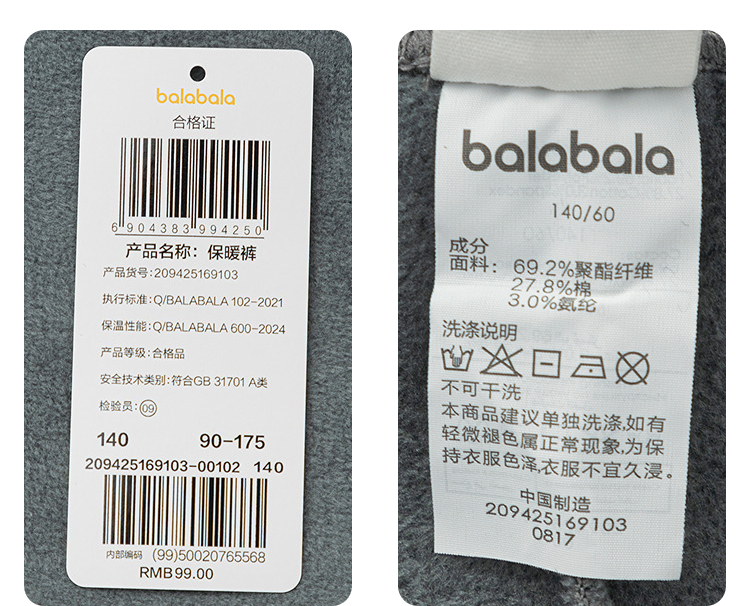 balabala
合格证
6904383994250
产品名称：保暖裤
产品货号:209425169103
执行标准:Q/BALABALA 102-2021
保温性能:Q/BALABALA 600-2024
产品等级:合格品
安全技术类别:符合GB 31701 A类
检验员:09
140 90-175
209425169103-00102 140
内部编码 (99)50020765568
RMB99.00
balabala
140/60
成分
面料：69.2%聚酯纤维
27.8%棉
3.0%氨纶
洗涤说明
不可干洗
本商品建议单独洗涤,如有
轻微褪色属正常现象,为保
持衣服色泽,衣服不宜久浸。
中国制造
209425169103
0817